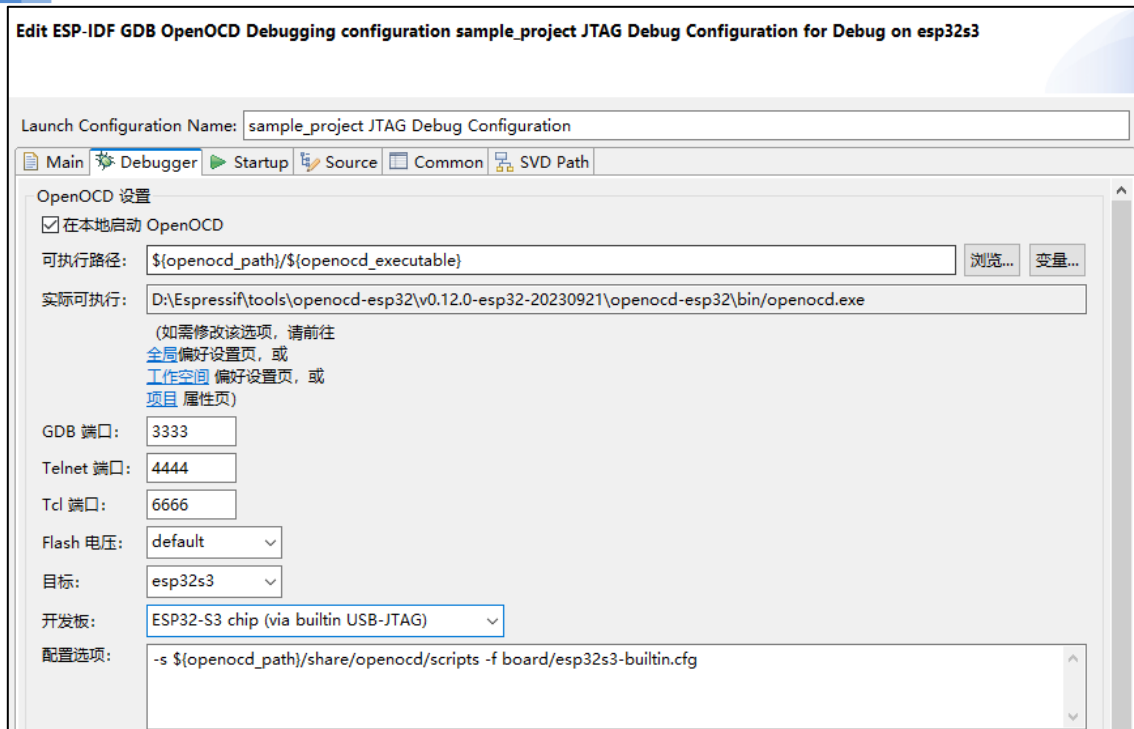 Edit ESP-IDF GDB OpenOCD Debugging configuration sample_project JTAG Debug Configuration for Debug on esp32s3
Launch Configuration Name: sample_project JTAG Debug Configuration
Main Debugger Startup Source Common SVD Path
OpenOCD 设置
在本地启动 OpenOCD
可执行路径: ${openocd_path}/${openocd_executable} 浏览... 变量...
实际可执行: D:\Espressif\tools\openocd-esp32\v0.12.0-esp32-20230921\openocd-esp32\bin/openocd.exe
(如需修改该选项，请前往
全局偏好设置页，或
工作空间 偏好设置页，或
项目 属性页)
GDB 端口: 3333
Telnet 端口: 4444
Tcl 端口: 6666
Flash 电压: default
目标: esp32s3
开发板: ESP32-S3 chip (via builtin USB-JTAG)
配置选项: -s ${openocd_path}/share/openocd/scripts -f board/esp32s3-builtin.cfg